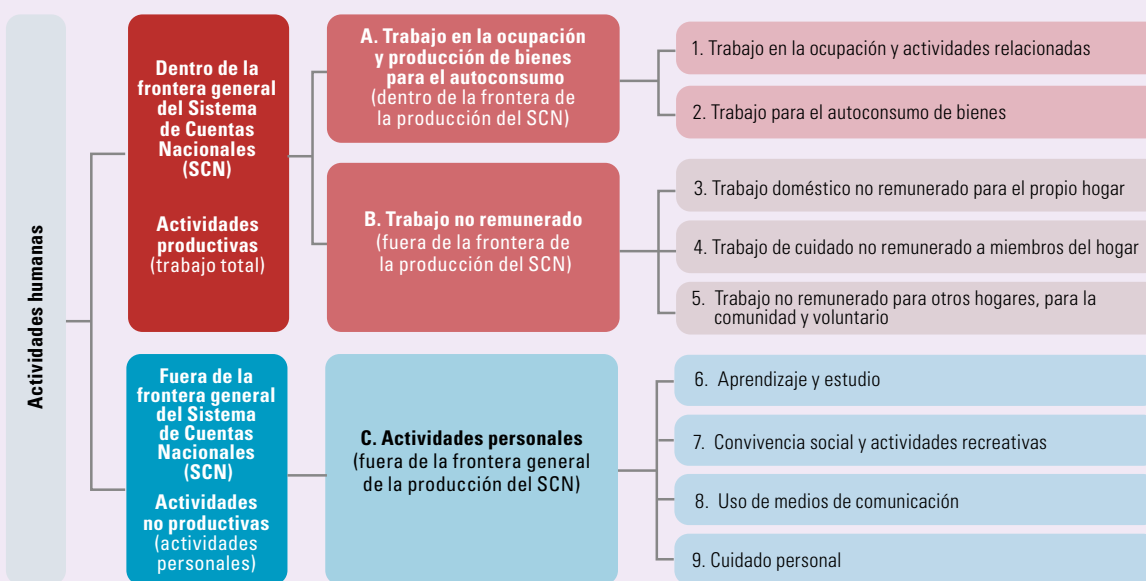 Actividades humanas
Dentro de la
frontera general
del Sistema
de Cuentas
Nacionales
(SCN)
Actividades
productivas
(trabajo total)
A. Trabajo en la ocupación
y producción de bienes
para el autoconsumo
(dentro de la frontera de
la producción del SCN)
1. Trabajo en la ocupación y actividades relacionadas
2. Trabajo para el autoconsumo de bienes
B. Trabajo no remunerado
(fuera de la frontera de
la producción del SCN)
3. Trabajo doméstico no remunerado para el propio hogar
4. Trabajo de cuidado no remunerado a miembros del hogar
5. Trabajo no remunerado para otros hogares, para la
comunidad y voluntario
Fuera de la
frontera general
del Sistema
de Cuentas
Nacionales
(SCN)
Actividades
no productivas
(actividades
personales)
C. Actividades personales
(fuera de la frontera general
de la producción del SCN)
6. Aprendizaje y estudio
7. Convivencia social y actividades recreativas
8. Uso de medios de comunicación
9. Cuidado personal